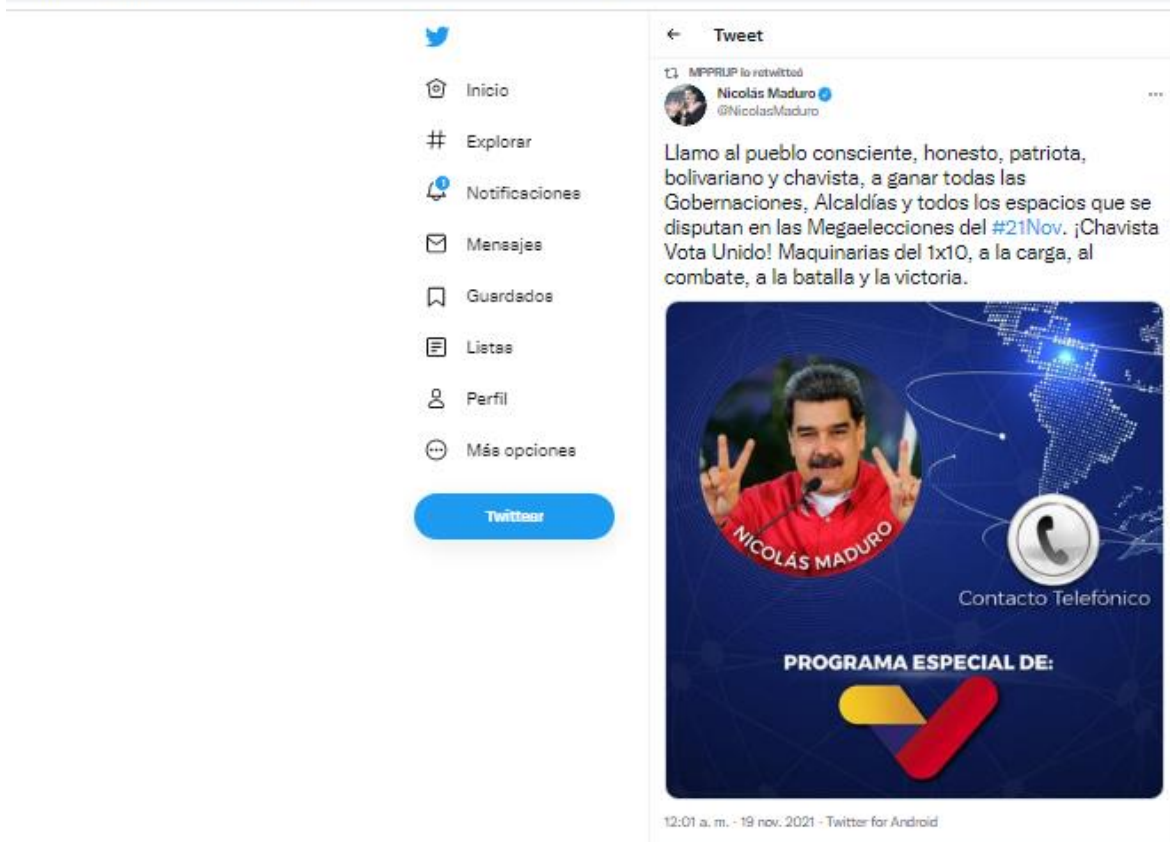 Inicio
Explorar
1
Notificaciones
Mensajes
Guardados
Listas
Perfil
Más opciones
Twittear
Tweet
MPPRIJP lo retwitteó
Nicolás Maduro
@NicolasMaduro
Llamo al pueblo consciente, honesto, patriota,
bolivariano y chavista, a ganar todas las
Gobernaciones, Alcaldías y todos los espacios que se
disputan en las Megaelecciones del #21Nov. ¡Chavista
Vota Unido! Maquinarias del 1x10, a la carga, al
combate, a la batalla y la victoria.
NICOLÁS MADURO
Contacto Telefónico
PROGRAMA ESPECIAL DE:
12:01 a. m. · 19 nov. 2021 · Twitter for Android